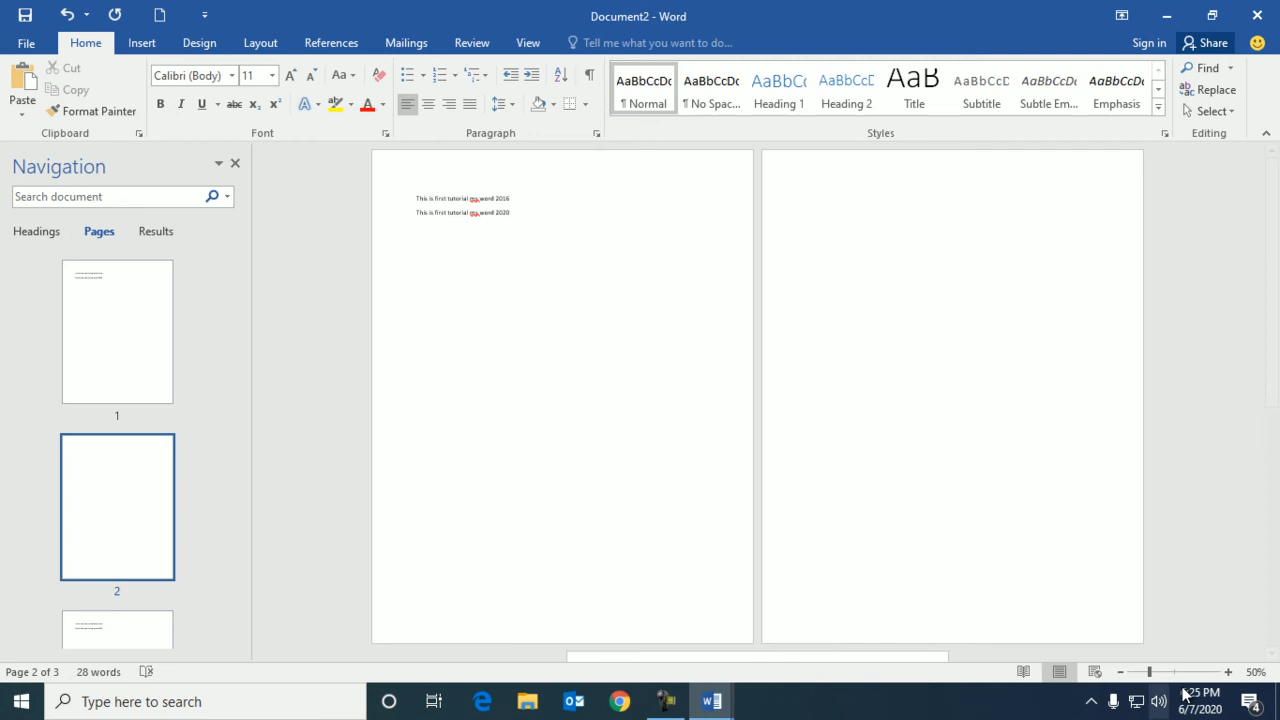 Document2 - Word
File Home Insert Design Layout References Mailings Review View Tell me what you want to do... Sign in Share
Cut
Copy
Paste
Format Painter
Clipboard
Calibri (Body) 11
Font
Paragraph
AaBbCcDc AaBbCcDc AaBbCc AaBbCcC AaB AaBbCcC AaBbCcDc AaBbCcDc
¶ Normal ¶ No Spac... Heading Heading 2 Title Subtitle Subtle Em... Emphasis
Styles
Find
Replace
Select
Editing
Navigation
Search document
Headings Pages Results
1
2
This is first tutorial ms word 2016
This is first tutorial ms word 2020
Page 2 of 3 28 words
50%
Type here to search
:25 PM
6/7/2020
4